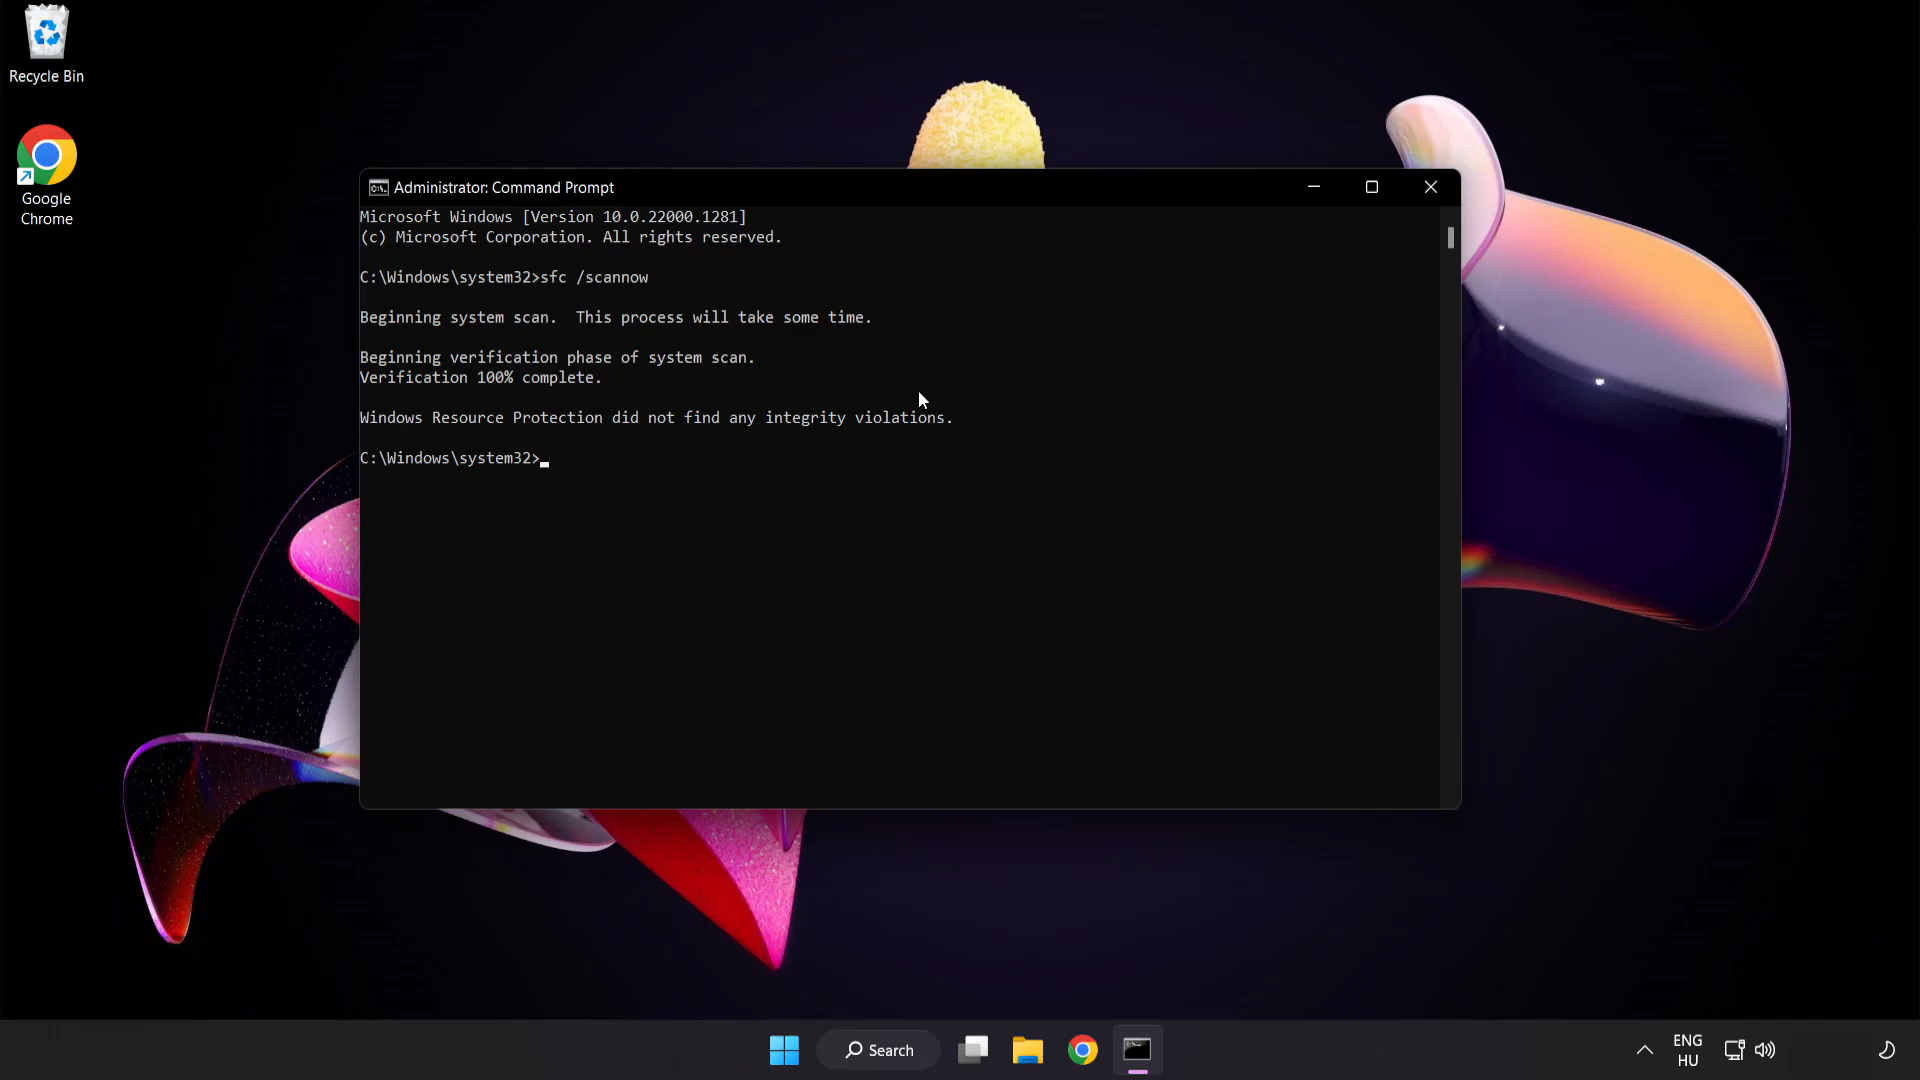 Recycle Bin
Google
Chrome
Administrator: Command Prompt
Microsoft Windows [Version 10.0.22000.1281]
(c) Microsoft Corporation. All rights reserved.
C:\Windows\system32>sfc /scannow
Beginning system scan.  This process will take some time.
Beginning verification phase of system scan.
Verification 100% complete.
Windows Resource Protection did not find any integrity violations.
C:\Windows\system32>
Search
ENG
HU